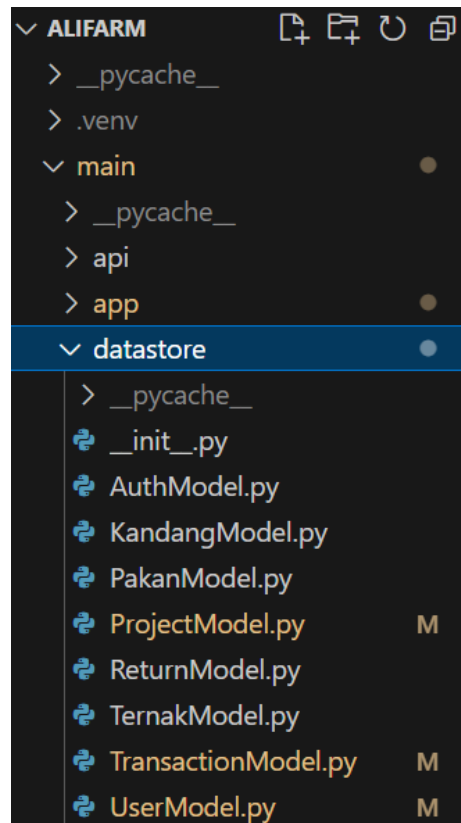 ALIFARM
__pycache__
.venv
main
__pycache__
api
app
datastore
__pycache__
__init__.py
AuthModel.py
KandangModel.py
PakanModel.py
ProjectModel.py M
ReturnModel.py
TernakModel.py
TransactionModel.py M
UserModel.py M